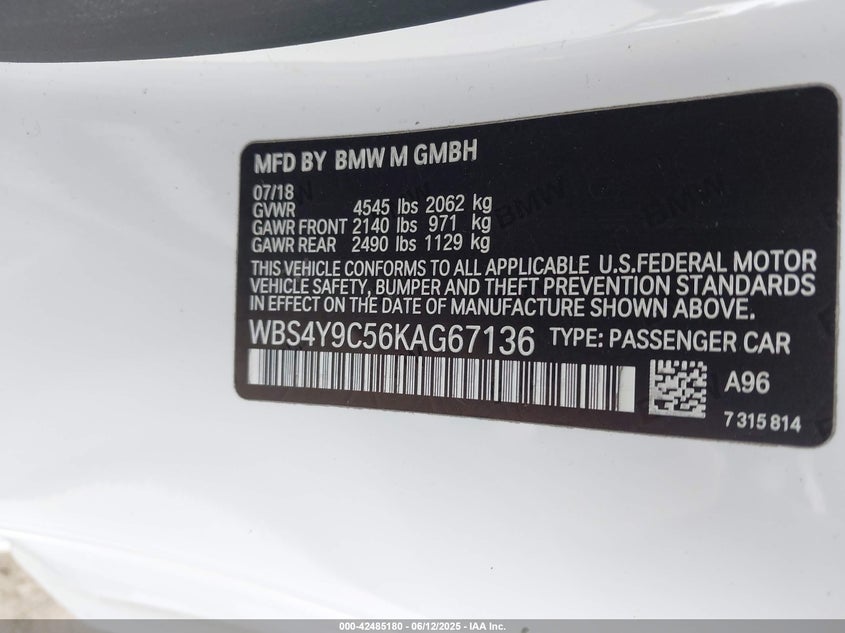 MFD BY BMW M GMBH
07/18
GVWR 4545 lbs 2062 kg
GAWR FRONT 2140 lbs 971 kg
GAWR REAR 2490 lbs 1129 kg
THIS VEHICLE CONFORMS TO ALL APPLICABLE U.S.FEDERAL MOTOR
VEHICLE SAFETY, BUMPER AND THEFT PREVENTION STANDARDS
IN EFFECT ON THE DATE OF MANUFACTURE SHOWN ABOVE.
WBS4Y9C56KAG67136 TYPE: PASSENGER CAR
A96
7 315 814
000-42485180 - 06/12/2025 - IAA Inc.